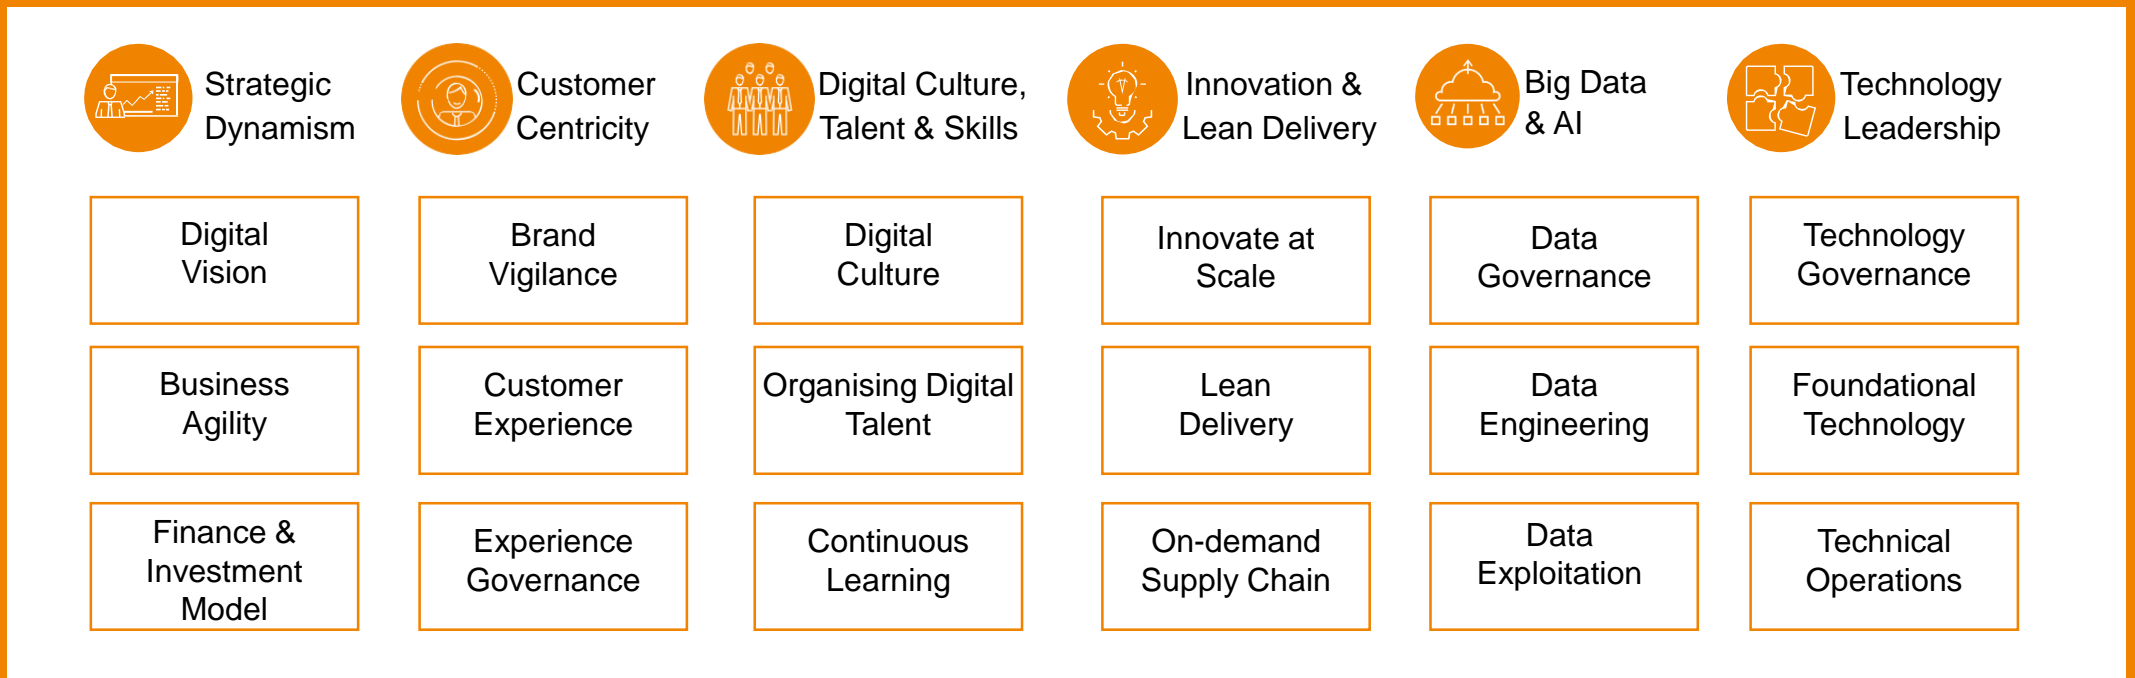 Strategic
Dynamism
Customer
Centricity
Digital Culture,
Talent & Skills
Innovation &
Lean Delivery
Big Data
& AI
Technology
Leadership
Digital
Vision
Brand
Vigilance
Digital
Culture
Innovate at
Scale
Data
Governance
Technology
Governance
Business
Agility
Customer
Experience
Organising Digital
Talent
Lean
Delivery
Data
Engineering
Foundational
Technology
Finance &
Investment
Model
Experience
Governance
Continuous
Learning
On-demand
Supply Chain
Data
Exploitation
Technical
Operations